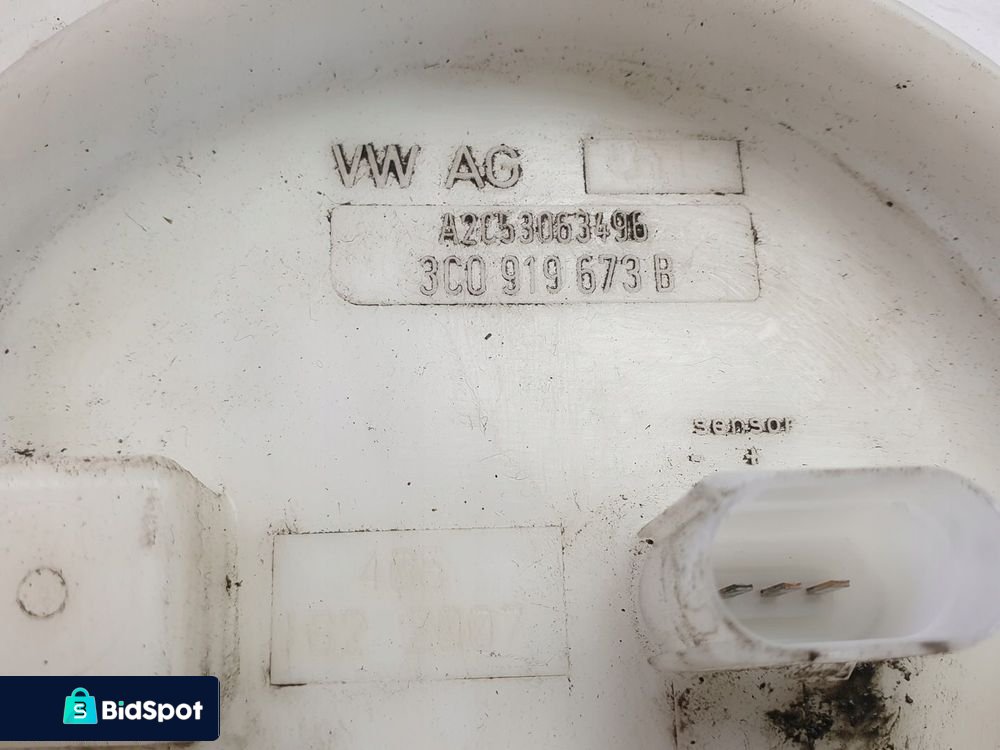 VW AG
A2C53063496
3C0 919 673 B
sensor
- +
BidSpot